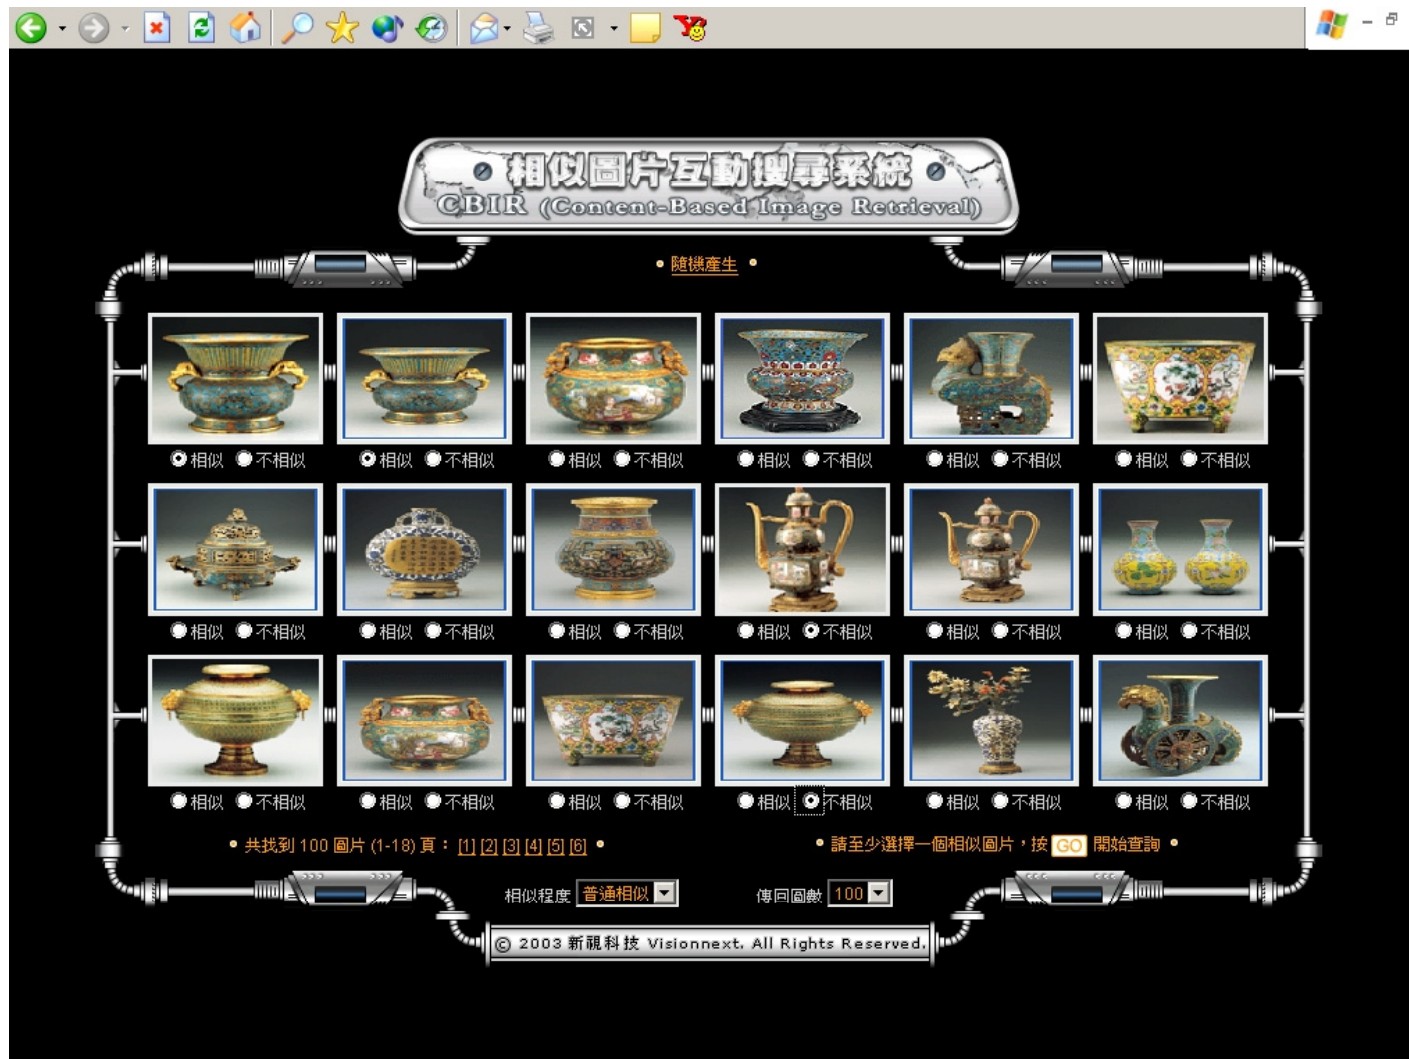 相似圖片互動搜尋系統
CBIR (Content-Based Image Retrieval)
• 隨機產生 •
相似 不相似 相似 不相似 相似 不相似 相似 不相似 相似 不相似 相似 不相似
相似 不相似 相似 不相似 相似 不相似 相似 不相似 相似 不相似 相似 不相似
相似 不相似 相似 不相似 相似 不相似 相似 不相似 相似 不相似 相似 不相似
• 共找到 100 圖片 (1-18) 頁： [1] [2] [3] [4] [5] [6] • • 請至少選擇一個相似圖片，按 GO 開始查詢 •
相似程度 普通相似 傳回圖數 100
© 2003 新視科技 Visionnext. All Rights Reserved.